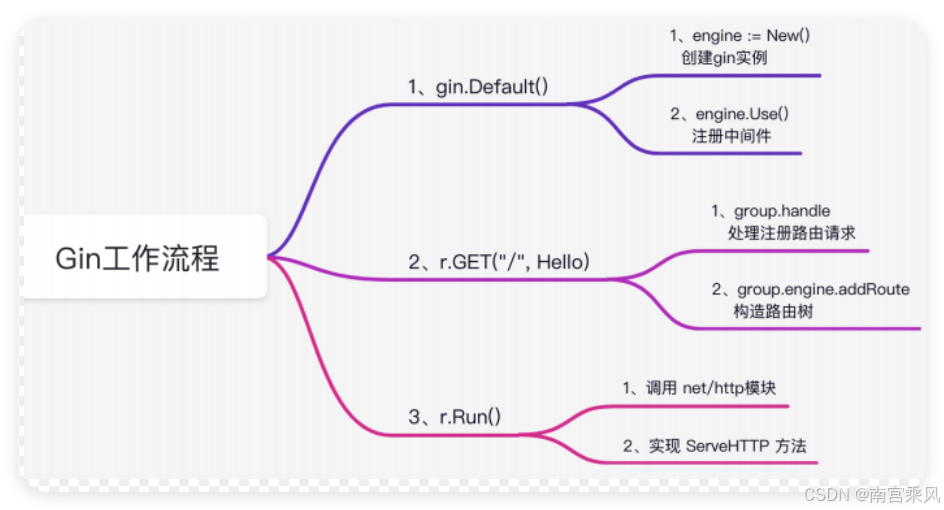 Gin工作流程
1、gin.Default()
1、engine := New()
创建gin实例
2、engine.Use()
注册中间件
2、r.GET("/", Hello)
1、group.handle
处理注册路由请求
2、group.engine.addRoute
构造路由树
3、r.Run()
1、调用 net/http模块
2、实现 ServeHTTP 方法
CSDN @南宫乘风